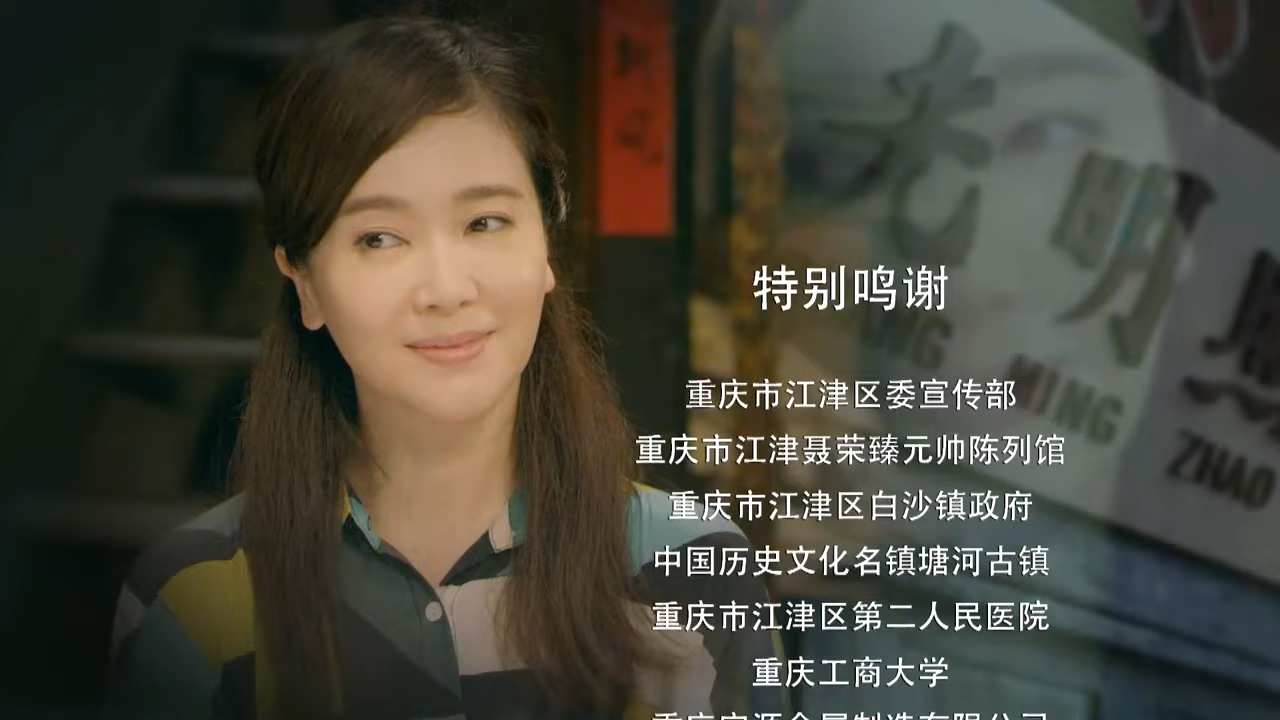 光明
MING
ZHAO
特别鸣谢
重庆市江津区委宣传部
重庆市江津聂荣臻元帅陈列馆
重庆市江津区白沙镇政府
中国历史文化名镇塘河古镇
重庆市江津区第二人民医院
重庆工商大学